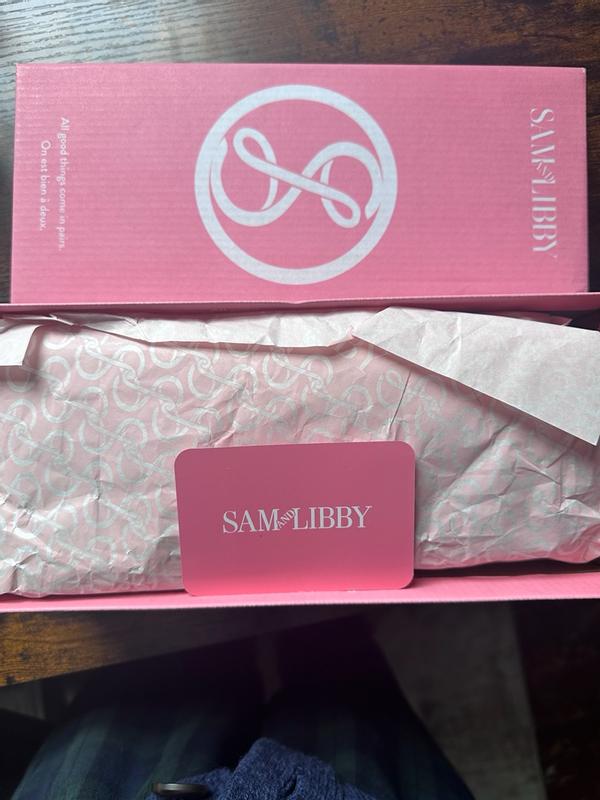 SAM AND LIBBY
All good things come in pairs.
On est bien à deux.
SAM AND LIBBY